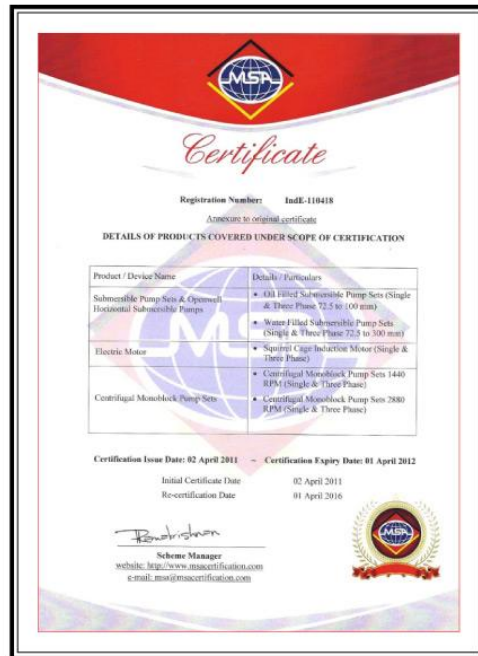 MSA
Certificate
Registration Number: IndE-110418
Annexure to original certificate
DETAILS OF PRODUCTS COVERED UNDER SCOPE OF CERTIFICATION
Product / Device Name
Details / Particulars
Submersible Pump Sets & Openwell
Horizontal Submersible Pumps
• Oil Filled Submersible Pump Sets (Single
& Three Phase 72.5 to 100 mm)
• Water Filled Submersible Pump Sets
(Single & Three Phase 72.5 to 300 mm)
Electric Motor
• Squirrel Cage Induction Motor (Single &
Three Phase)
Centrifugal Monoblock Pump Sets
• Centrifugal Monoblock Pump Sets 1440
RPM (Single & Three Phase)
• Centrifugal Monoblock Pump Sets 2880
RPM (Single & Three Phase)
MSA
Certification Issue Date: 02 April 2011 ~ Certification Expiry Date: 01 April 2012
Initial Certificate Date 02 April 2011
Re-certification Date 01 April 2016
Scheme Manager
website: http://www.msacertification.com
e-mail: msa@msacertification.com
MSA